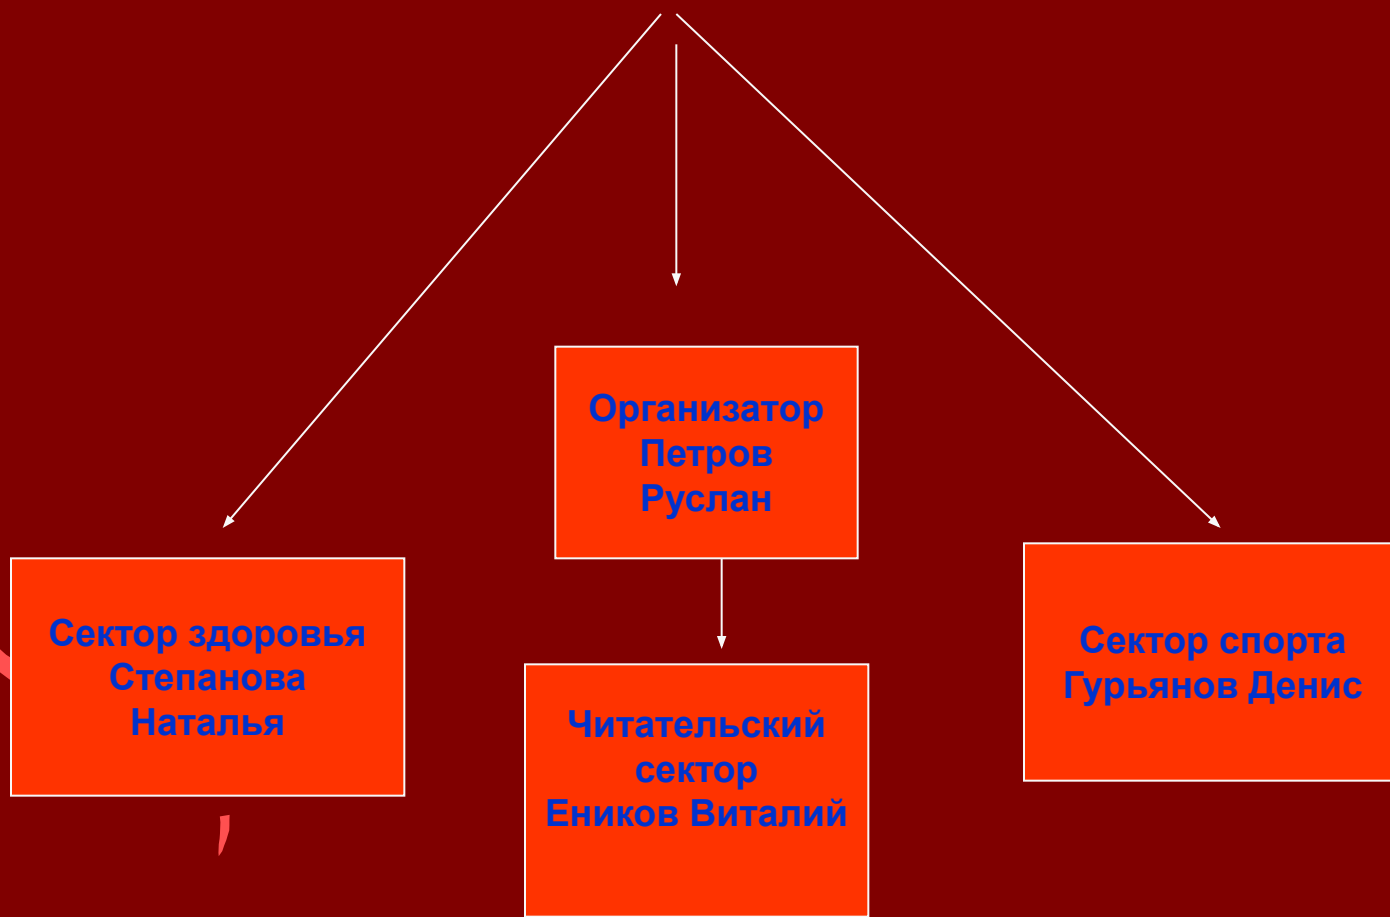 Организатор
Петров
Руслан
Сектор здоровья
Степанова
Наталья
Читательский
сектор
Еников Виталий
Сектор спорта
Гурьянов Денис